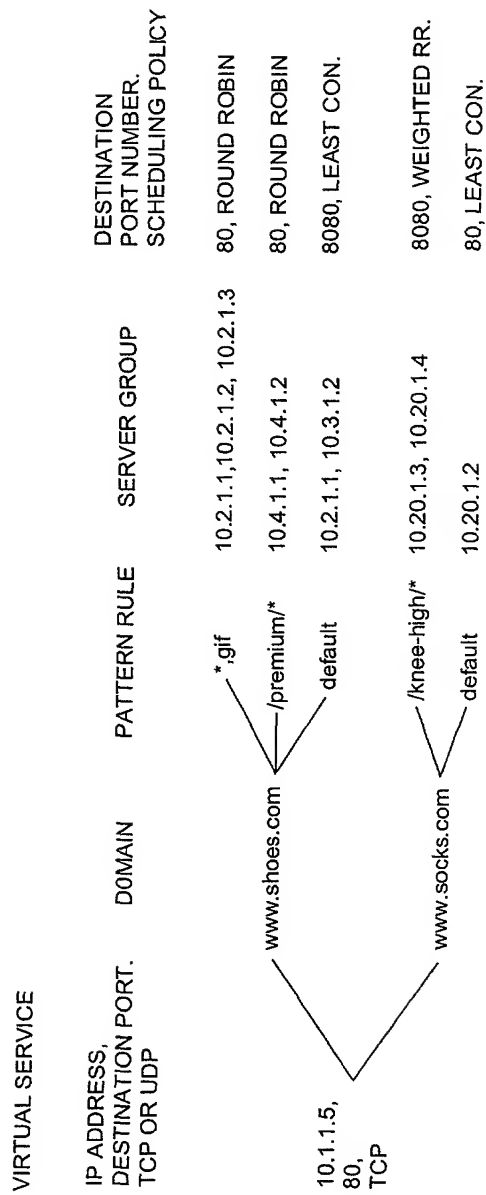 VIRTUAL SERVICE
IP ADDRESS,
DESTINATION PORT.
TCP OR UDP
D0MAIN
PATTERN RULE
SERVER GROUP
DESTINATION
PORT NUMBER.
SCHEDULING POLICY
10.1.1.5,
80,
TCP
www.shoes.com
*,gif
10.2.1.1,10.2.1.2, 10.2.1.3
80, ROUND ROBIN
/premium/*
10.4.1.1, 10.4.1.2
80, ROUND ROBIN
default
10.2.1.1, 10.3.1.2
8080, LEAST CON.
www.socks.com
/knee-high/*
10.20.1.3, 10.20.1.4
8080, WEIGHTED RR.
default
10.20.1.2
80, LEAST CON.